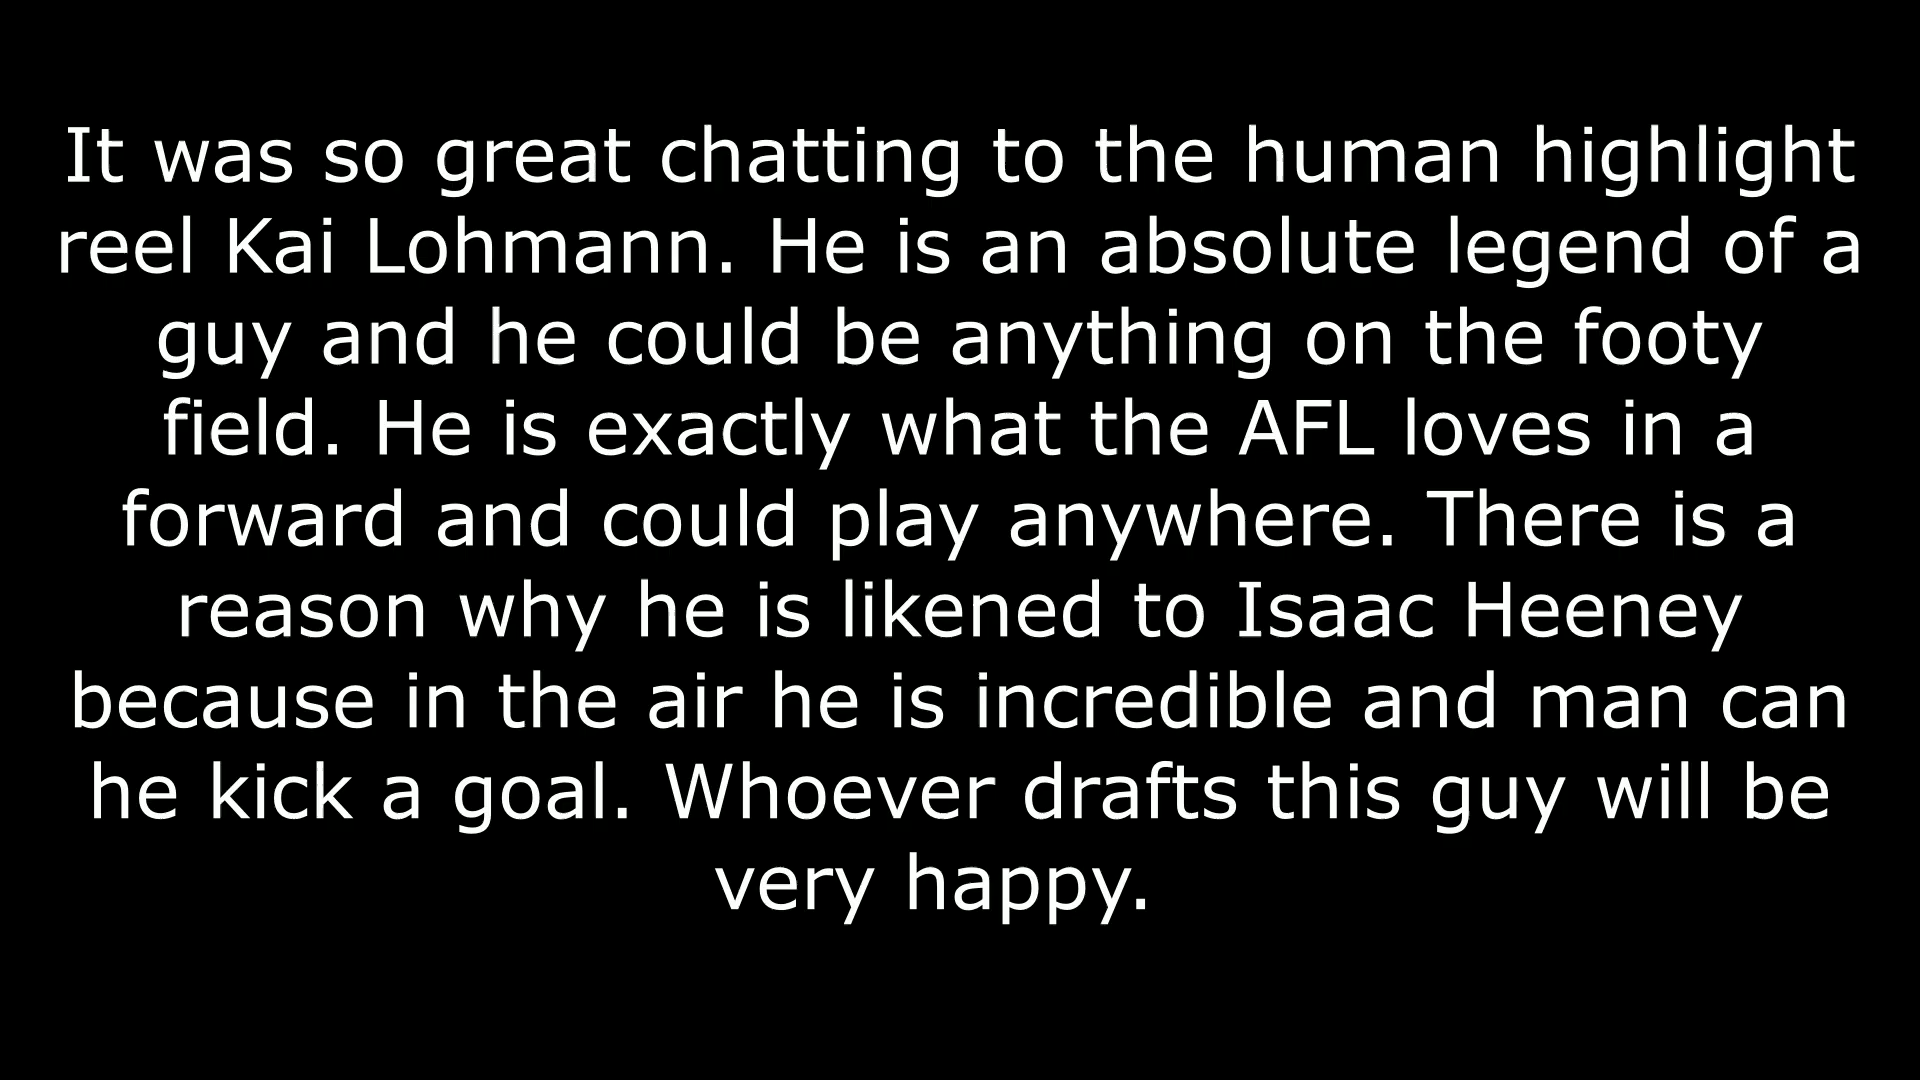 It was so great chatting to the human highlight
reel Kai Lohmann. He is an absolute legend of a
guy and he could be anything on the footy
field. He is exactly what the AFL loves in a
forward and could play anywhere. There is a
reason why he is likened to Isaac Heeney
because in the air he is incredible and man can
he kick a goal. Whoever drafts this guy will be
very happy.